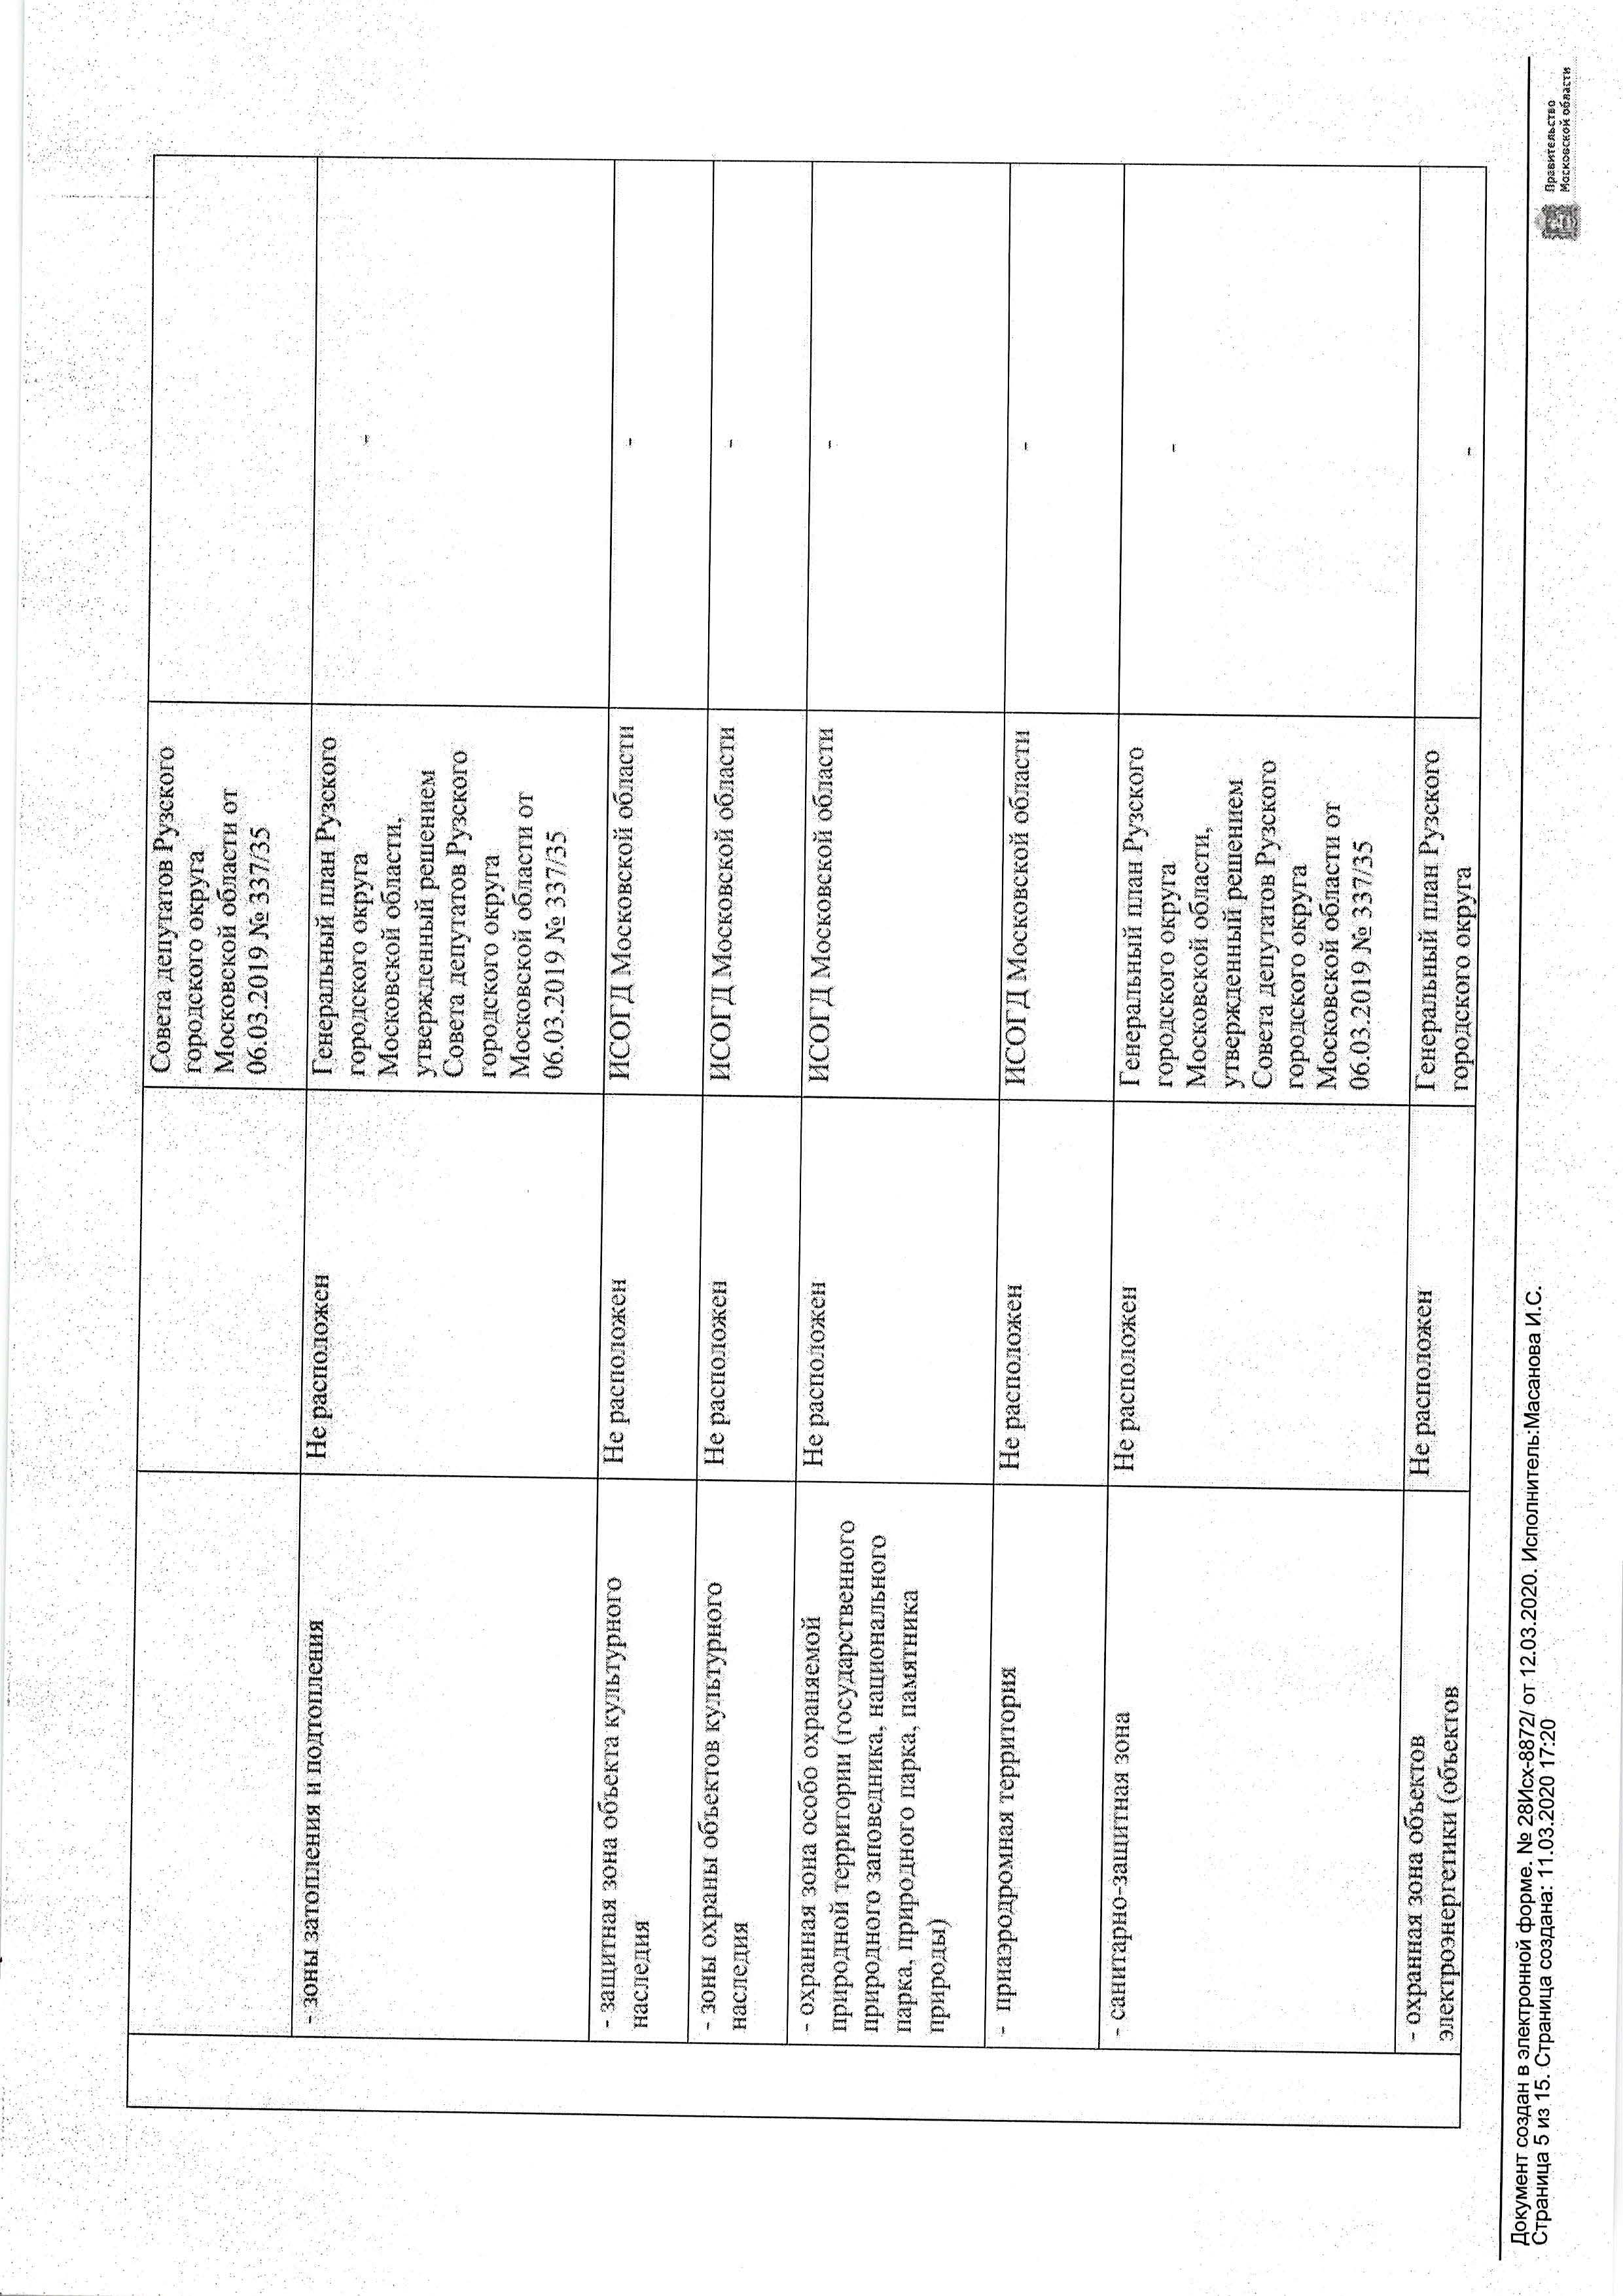 Совета депутатов Рузского
городского округа
Московской области от
06.03.2019 № 337/35
- зоны затопления и подтопления
Не расположен
Генеральный план Рузского
городского округа
Московской области,
утвержденный решением
Совета депутатов Рузского
городского округа
Московской области от
06.03.2019 № 337/35
-
- защитная зона объекта культурного
наследия
Не расположен
ИСОГД Московской области
-
- зоны охраны объектов культурного
наследия
Не расположен
ИСОГД Московской области
-
- охранная зона особо охраняемой
природной территории (государственного
природного заповедника, национального
парка, природного парка, памятника
природы)
Не расположен
ИСОГД Московской области
-
- приаэродромная территория
Не расположен
ИСОГД Московской области
-
- санитарно-защитная зона
Не расположен
Генеральный план Рузского
городского округа
Московской области,
утвержденный решением
Совета депутатов Рузского
городского округа
Московской области от
06.03.2019 № 337/35
-
- охранная зона объектов
электроэнергетики (объектов
Не расположен
Генеральный план Рузского
городского округа
-
Документ создан в электронной форме. № 28Исх-8872/ от 12.03.2020. Исполнитель:Масанова И.С.
Страница 5 из 15. Страница создана: 11.03.2020 17:20
Правительство
Московской области